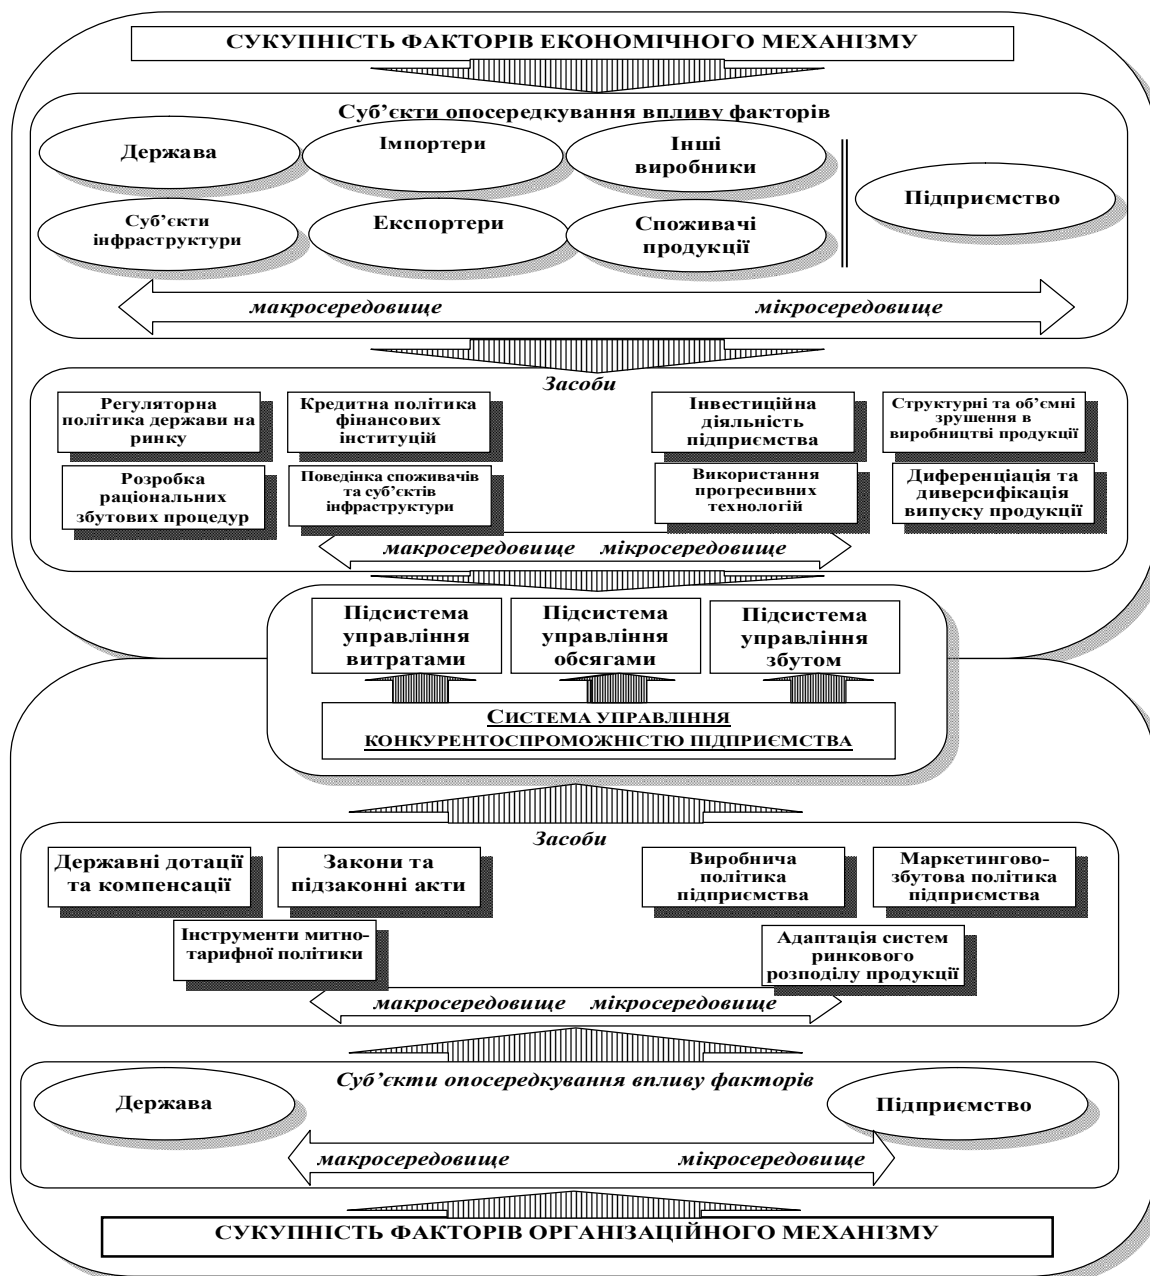 СУКУПНІСТЬ ФАКТОРІВ ЕКОНОМІЧНОГО МЕХАНІЗМУ
Суб’єкти опосередкування впливу факторів
Держава
Імпортери
Інші
виробники
Підприємство
Суб’єкти
інфраструктури
Експортери
Споживачі
продукції
макросередовище
мікросередовище
Засоби
Регуляторна
політика держави на
ринку
Кредитна політика
фінансових
інституцій
Інвестиційна
діяльність
підприємства
Структурні та об’ємні
зрушення в
виробництві продукції
Розробка
раціональних
збутових процедур
Поведінка споживачів
та суб’єктів
інфраструктури
Використання
прогресивних
технологій
Диференціація та
диверсифікація
випуску продукції
макросередовище мікросередовище
Підсистема
управління
витратами
Підсистема
управління
обсягами
Підсистема
управління
збутом
СИСТЕМА УПРАВЛІННЯ
КОНКУРЕНТОСПРОМОЖНІСТЮ ПІДПРИЄМСТВА
Засоби
Державні дотації
та компенсації
Закони та
підзаконні акти
Виробнича
політика
підприємства
Маркетингово-
збутова політика
підприємства
Інструменти митно-
тарифної політики
Адаптація систем
ринкового
розподілу продукції
макросередовище мікросередовище
Суб’єкти опосередкування впливу факторів
Держава
Підприємство
макросередовище
мікросередовище
СУКУПНІСТЬ ФАКТОРІВ ОРГАНІЗАЦІЙНОГО МЕХАНІЗМУ